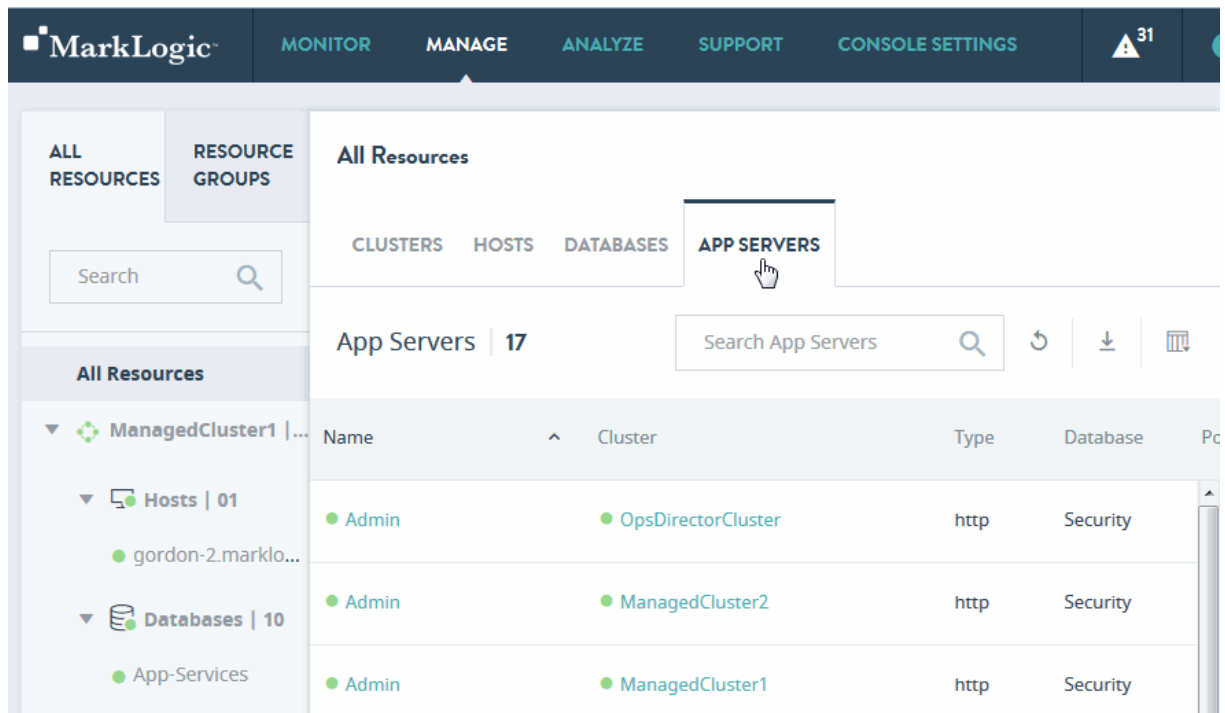 MarkLogic™
MONITOR
MANAGE
ANALYZE
SUPPORT
CONSOLE SETTINGS
31
ALL
RESOURCES
RESOURCE
GROUPS
Search
All Resources
ManagedCluster1 |...
Hosts | 01
gordon-2.marklo...
Databases | 10
App-Services
All Resources
CLUSTERS HOSTS DATABASES APP SERVERS
App Servers | 17
Search App Servers
Name Cluster Type Database Po
Admin OpsDirectorCluster http Security
Admin ManagedCluster2 http Security
Admin ManagedCluster1 http Security